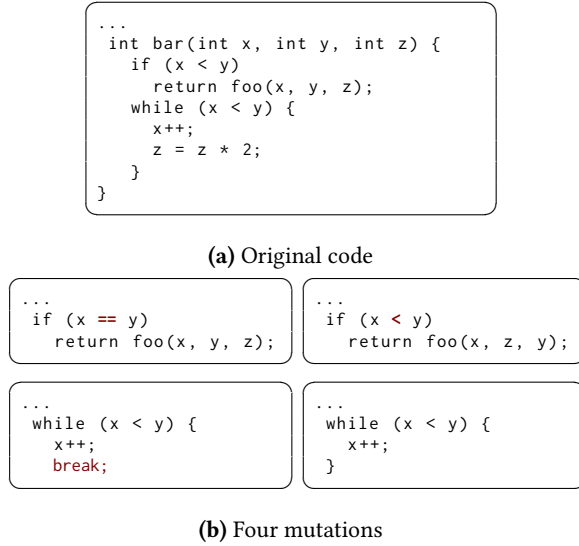 ...
int bar(int x, int y, int z) {
if (x < y)
return foo(x, y, z);
while (x < y) {
x++;
z = z * 2;
}
}
(a) Original code
...
if (x == y)
return foo(x, y, z);
...
if (x < y)
return foo(x, z, y);
...
while (x < y) {
x++;
break;
...
while (x < y) {
x++;
}
(b) Four mutations